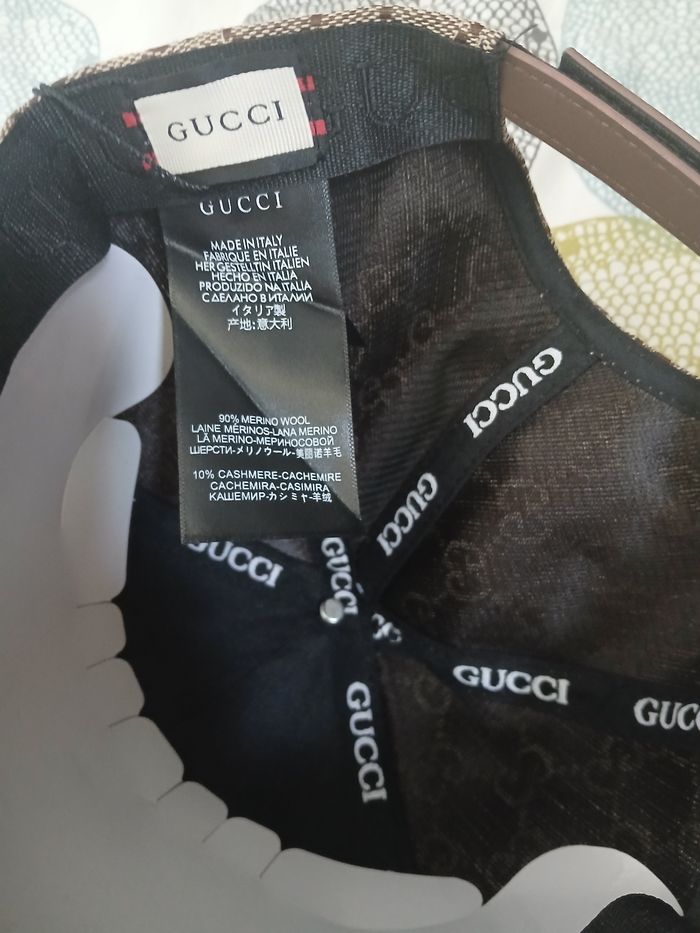 GUCCI
GUCCI
MADE IN ITALY
FABRIQUE EN ITALIE
HERGESTELLT IN ITALIEN
HECHO EN ITALIA
PRODUZIDO NA ITALIA
СДЕЛАНО В ИТАЛИИ
イタリア製
产地:意大利
90% MERINO WOOL
LAINE MÉRINOS-LANA MERINO
LÃ MERINO-МЕРИНОСОВОЙ
ШЕРСТИ-メリノウール-美丽诺羊毛
10% CASHMERE-CACHEMIRE
CACHEMIRA-CASIMIRA
КАШЕМИР-カシミヤ-羊绒
GUCCI
GUCCI
GUCCI
GUCCI
GUCCI
GUCCI
GUCCI